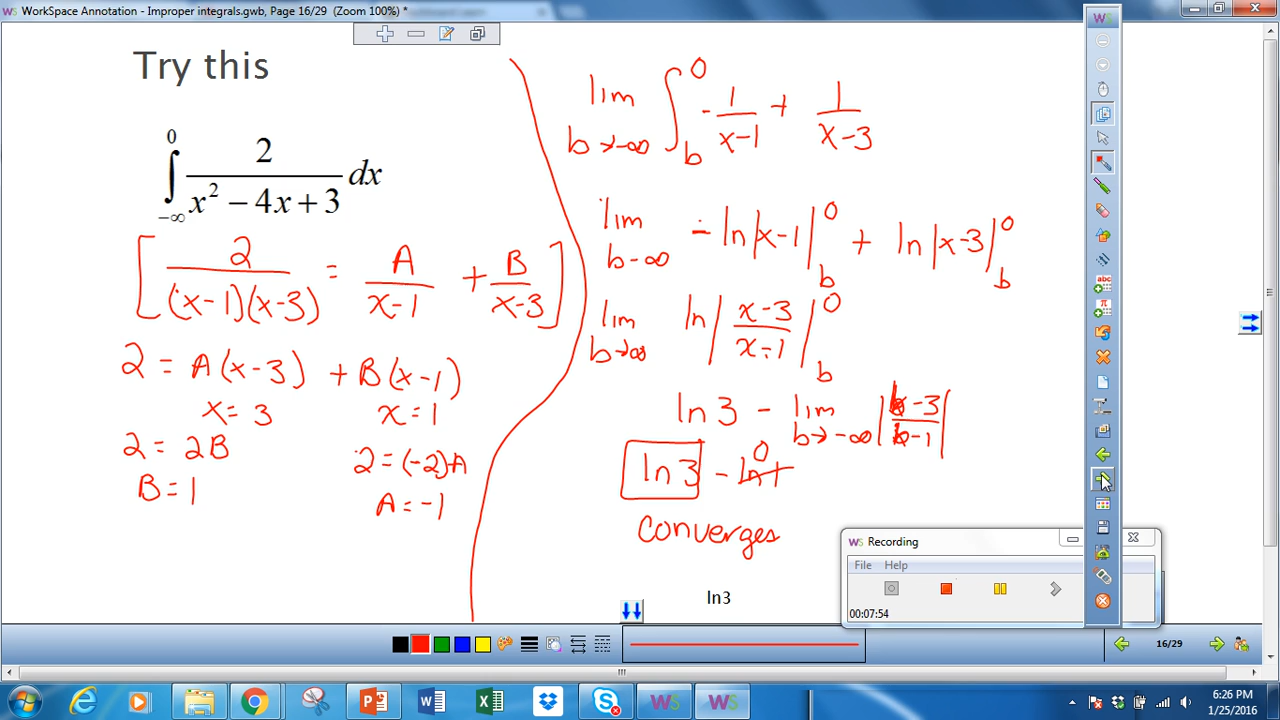 WorkSpace Annotation - Improper integrals.gwb, Page 16/29 (Zoom 100%) *
WS
Try this
∫_{-∞}^{0} 2/(x² − 4x + 3) dx
[2/((x-1)(x-3)) = A/(x-1) + B/(x-3)]
2 = A(x-3) + B(x-1)
x = 3 x = 1
2 = 2B
2 = (-2)A
B = 1
A = -1
lim b→-∞ ∫_b^0 -1/(x-1) + 1/(x-3)
lim b-∞ - ln|x-1| |_b^0 + ln|x-3| |_b^0
lim b→∞ ln|(x-3)/(x-1)| |_b^0
ln 3 - lim b→-∞ |(b-3)/(b-1)|
ln 3 - ln 1 0
Converges
ln3
abc
π
WS Recording
File Help
00:07:54
16/29
6:26 PM
1/25/2016